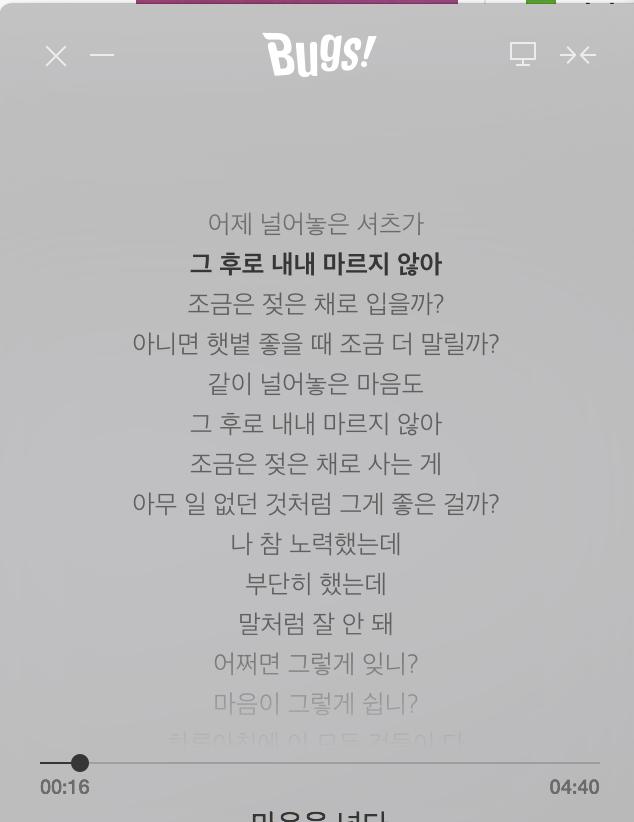 Bugs!
어제 널어놓은 셔츠가
그 후로 내내 마르지 않아
조금은 젖은 채로 입을까?
아니면 햇볕 좋을 때 조금 더 말릴까?
같이 널어놓은 마음도
그 후로 내내 마르지 않아
조금은 젖은 채로 사는 게
아무 일 없던 것처럼 그게 좋은 걸까?
나 참 노력했는데
부단히 했는데
말처럼 잘 안 돼
어쩌면 그렇게 잊니?
마음이 그렇게 쉽니?
00:16
04:40